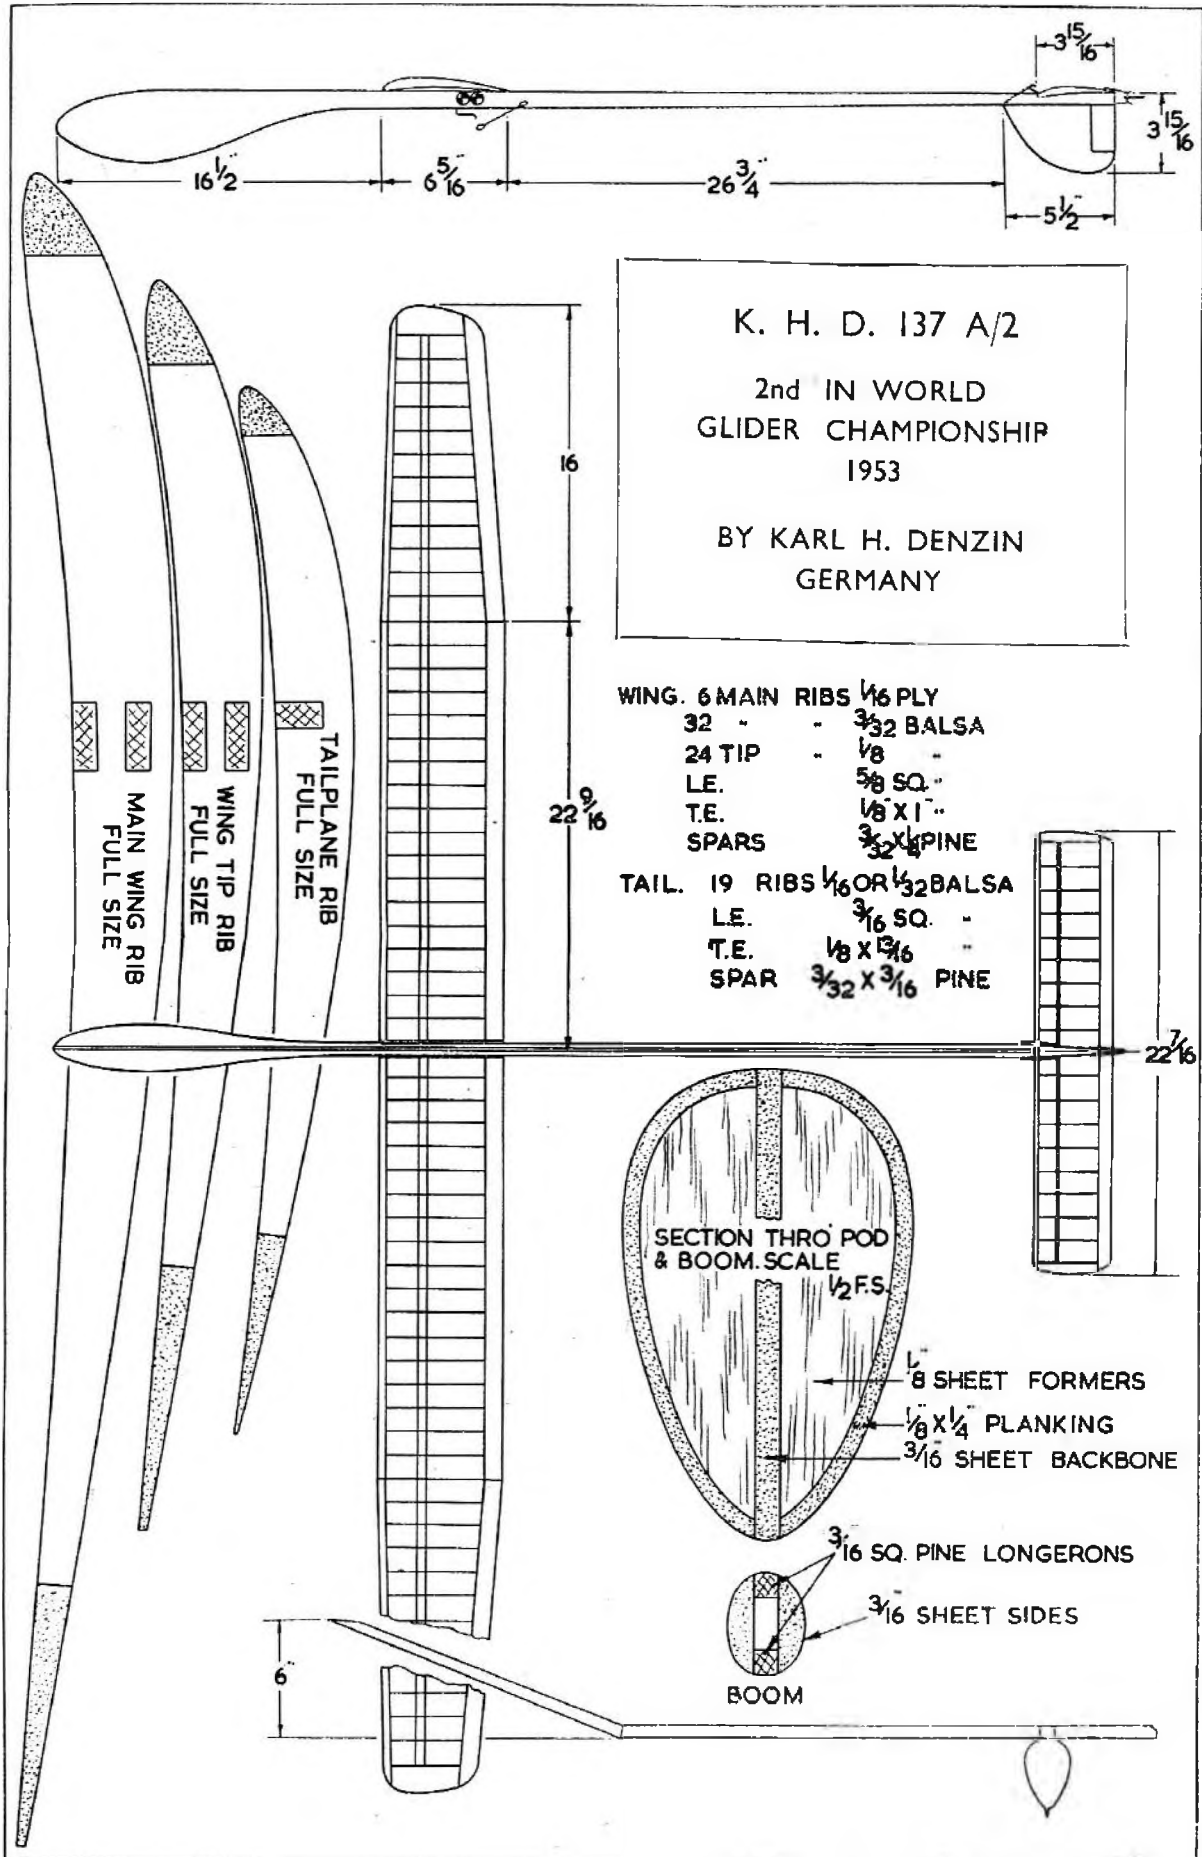 3 15/16
3 15/16
16 1/2"
6 5/16"
26 3/4"
5 1/2"
K. H. D. 137 A/2
2nd IN WORLD
GLIDER CHAMPIONSHIP
1953
BY KARL H. DENZIN
GERMANY
16
22 9/16
WING. 6 MAIN RIBS 1/16 PLY
32 " " 3/32 BALSA
24 TIP " 1/8 "
L.E. 5/8 SQ. "
T.E. 1/8" X 1" "
SPARS 3/32 X 1/4 PINE
TAIL. 19 RIBS 1/16 OR 1/32 BALSA
L.E. 3/16 SQ. "
T.E. 1/8 X 13/16 "
SPAR 3/32 X 3/16 PINE
MAIN WING RIB
FULL SIZE
WING TIP RIB
FULL SIZE
TAILPLANE RIB
FULL SIZE
22 7/16
SECTION THRO' POD
& BOOM. SCALE
1/2 F.S.
1/8" SHEET FORMERS
1/8" X 1/4" PLANKING
3/16" SHEET BACKBONE
3/16" SQ. PINE LONGERONS
3/16" SHEET SIDES
BOOM
6"